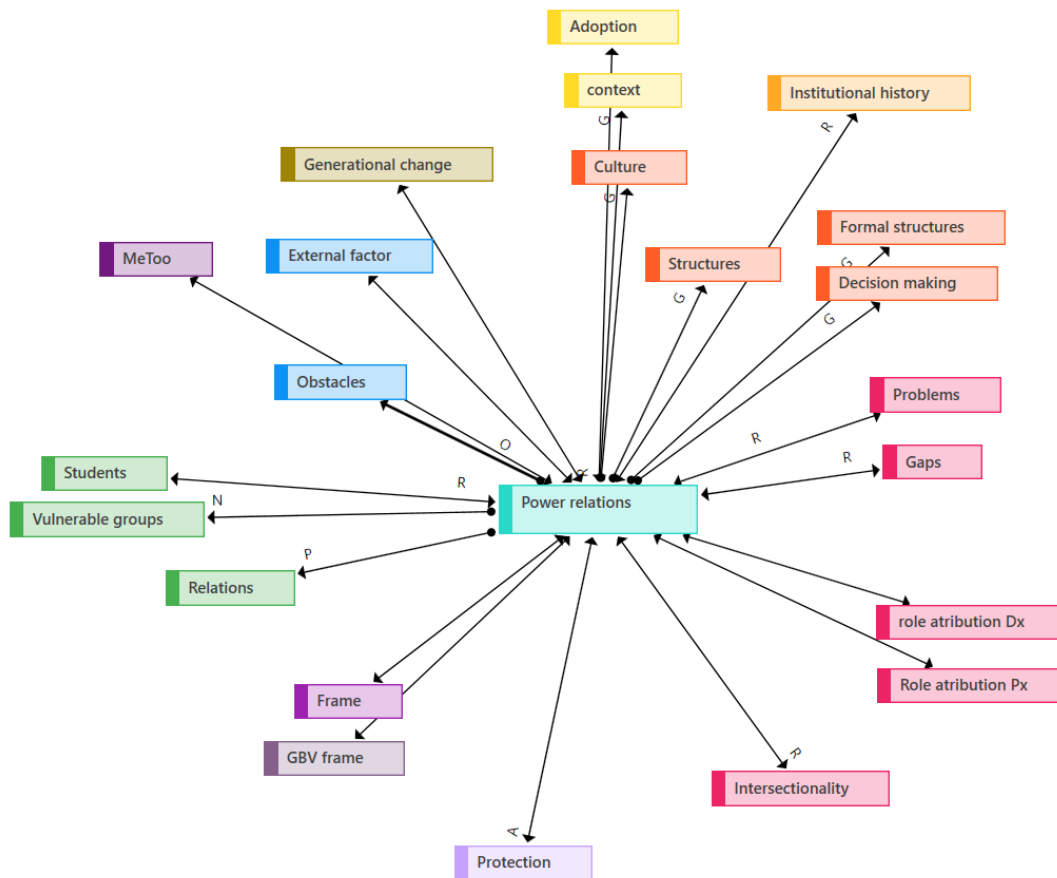 Adoption
context
Institutional history
G
R
Culture
Generational change
G
Formal structures
MeToo
External factor
Structures
G
Decision making
G
G
Obstacles
Problems
O
R
Students
R
R
R
Gaps
Vulnerable groups
N
Power relations
P
Relations
role atribution Dx
Role atribution Px
Frame
GBV frame
R
Intersectionality
A
Protection